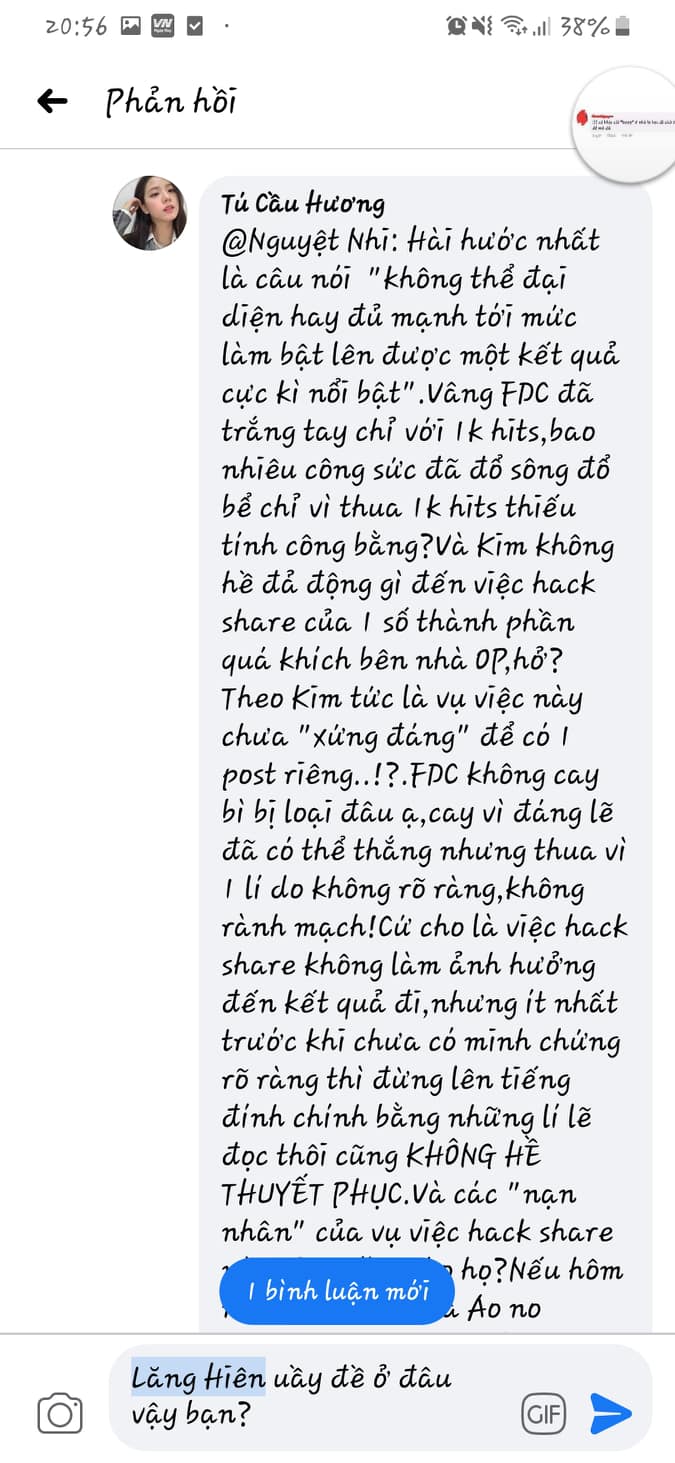 20:56
VN
38%
Phản hồi
Tú Cầu Hương
@Nguyệt Nhi: Hài hước nhất
là câu nói "không thể đại
diện hay đủ mạnh tới mức
làm bật lên được một kết quả
cực kì nổi bật".Vâng FDC đã
trắng tay chỉ với 1k hits,bao
nhiêu công sức đã đổ sông đổ
bể chỉ vì thua 1k hits thiếu
tính công bằng?Và Kim không
hề đả động gì đến việc hack
share của 1 số thành phần
quá khích bên nhà OP,hở?
Theo Kim tức là vụ việc này
chưa "xứng đáng" để có 1
post riêng..!?.FDC không cay
bì bị loại đâu ạ,cay vì đáng lẽ
đã có thể thắng nhưng thua vì
1 lí do không rõ ràng,không
rành mạch!Cứ cho là việc hack
share không làm ảnh hưởng
đến kết quả đi,nhưng ít nhất
trước khi chưa có minh chứng
rõ ràng thì đừng lên tiếng
đính chính bằng những lí lẽ
đọc thôi cũng KHÔNG HỀ
THUYẾT PHỤC.Và các "nạn
nhân" của vụ việc hack share
họ?Nếu hôm
1 bình luận mới
Ao no
Lăng Hiên uầy đề ở đâu
vậy bạn?
GIF